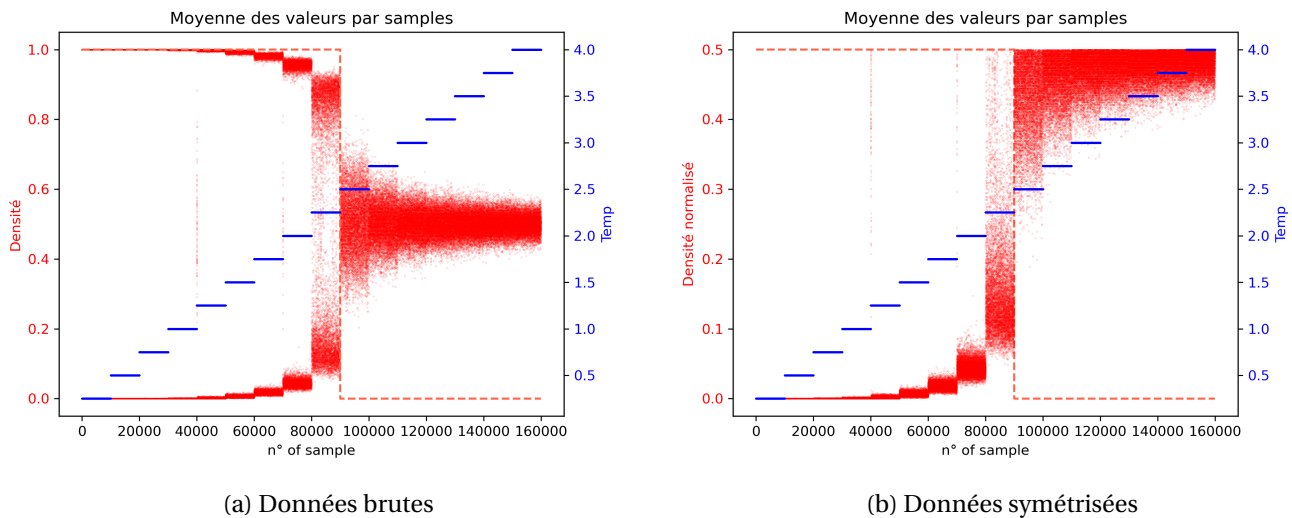 Moyenne des valeurs par samples
1.0
0.8
0.6
0.4
0.2
0.0
Densité
4.0
3.5
3.0
2.5
2.0
1.5
1.0
0.5
Temp
0 20000 40000 60000 80000 100000 120000 140000 160000
n° of sample
(a) Données brutes
Moyenne des valeurs par samples
0.5
0.4
0.3
0.2
0.1
0.0
Densité normalisé
4.0
3.5
3.0
2.5
2.0
1.5
1.0
0.5
Temp
0 20000 40000 60000 80000 100000 120000 140000 160000
n° of sample
(b) Données symétrisées